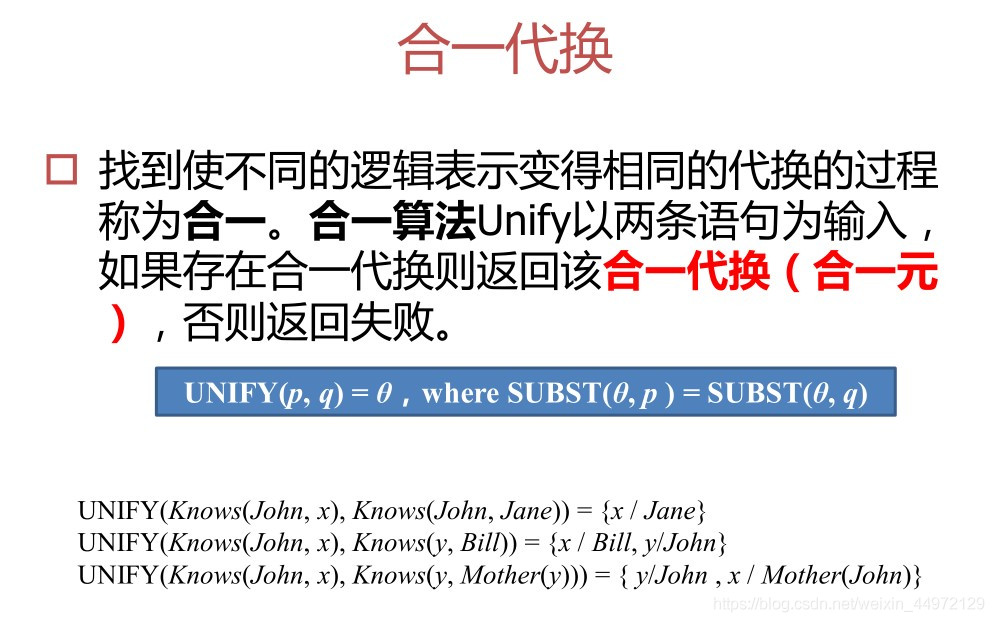 合一代换
找到使不同的逻辑表示变得相同的代换的过程
称为合一。合一算法Unify以两条语句为输入，
如果存在合一代换则返回该合一代换（合一元
），否则返回失败。
UNIFY(p, q) = θ，where SUBST(θ, p ) = SUBST(θ, q)
UNIFY(Knows(John, x), Knows(John, Jane)) = {x / Jane}
UNIFY(Knows(John, x), Knows(y, Bill)) = {x / Bill, y/John}
UNIFY(Knows(John, x), Knows(y, Mother(y))) = { y/John , x / Mother(John)}
https://blog.csdn.net/weixin_44972129